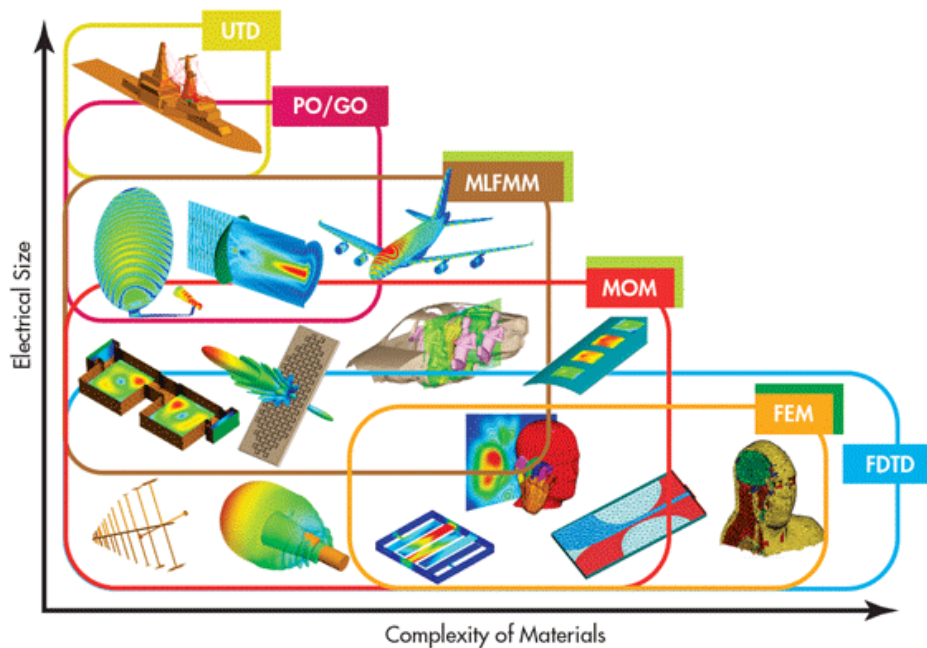 UTD
PO/GO
MLFMM
MOM
FEM
FDTD
Electrical Size
Complexity of Materials